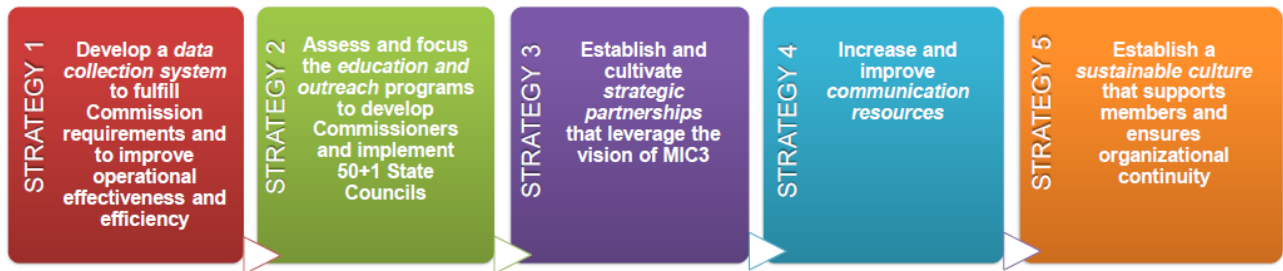 STRATEGY 1
Develop a data
collection system
to fulfill
Commission
requirements and
to improve
operational
effectiveness and
efficiency
STRATEGY 2
Assess and focus
the education and
outreach programs
to develop
Commissioners
and implement
50+1 State
Councils
STRATEGY 3
Establish and
cultivate
strategic
partnerships
that leverage the
vision of MIC3
STRATEGY 4
Increase and
improve
communication
resources
STRATEGY 5
Establish a
sustainable culture
that supports
members and
ensures
organizational
continuity